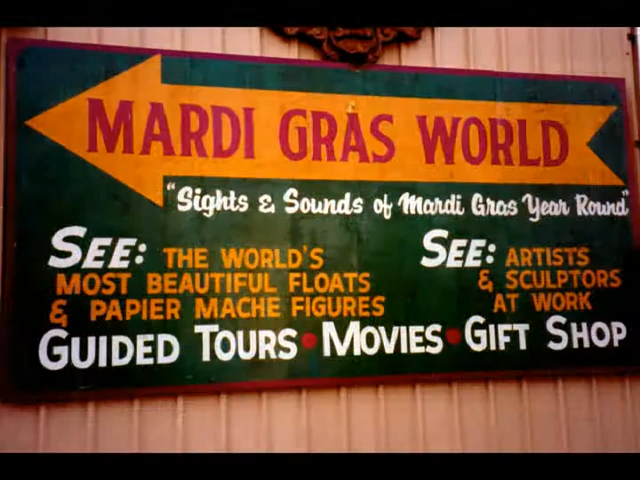 MARDI GRAS WORLD
"Sights & Sounds of Mardi Gras Year Round"
SEE: THE WORLD'S
MOST BEAUTIFUL FLOATS
& PAPIER MACHE FIGURES
SEE: ARTISTS
& SCULPTORS
AT WORK
GUIDED TOURS • MOVIES • GIFT SHOP